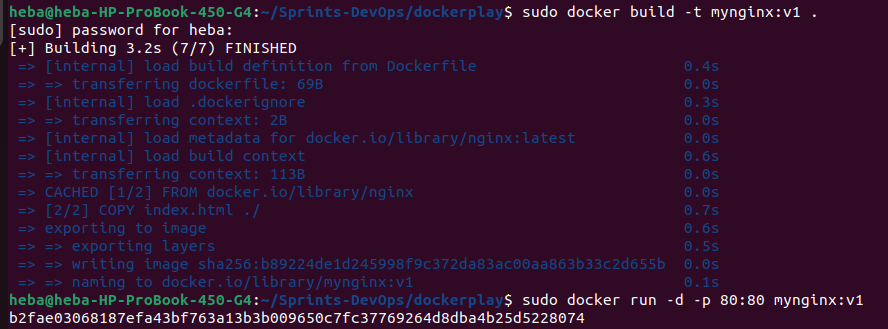 heba@heba-HP-ProBook-450-G4:~/Sprints-DevOps/dockerplay$ sudo docker build -t mynginx:v1 .
[sudo] password for heba:
[+] Building 3.2s (7/7) FINISHED
=> [internal] load build definition from Dockerfile 0.4s
=> => transferring dockerfile: 69B 0.0s
=> [internal] load .dockerignore 0.3s
=> => transferring context: 2B 0.0s
=> [internal] load metadata for docker.io/library/nginx:latest 0.0s
=> [internal] load build context 0.6s
=> => transferring context: 113B 0.0s
=> CACHED [1/2] FROM docker.io/library/nginx 0.0s
=> [2/2] COPY index.html ./ 0.7s
=> exporting to image 0.6s
=> => exporting layers 0.5s
=> => writing image sha256:b89224de1d245998f9c372da83ac00aa863b33c2d655b 0.0s
=> => naming to docker.io/library/mynginx:v1 0.1s
heba@heba-HP-ProBook-450-G4:~/Sprints-DevOps/dockerplay$ sudo docker run -d -p 80:80 mynginx:v1
b2fae03068187efa43bf763a13b3b009650c7fc37769264d8dba4b25d5228074